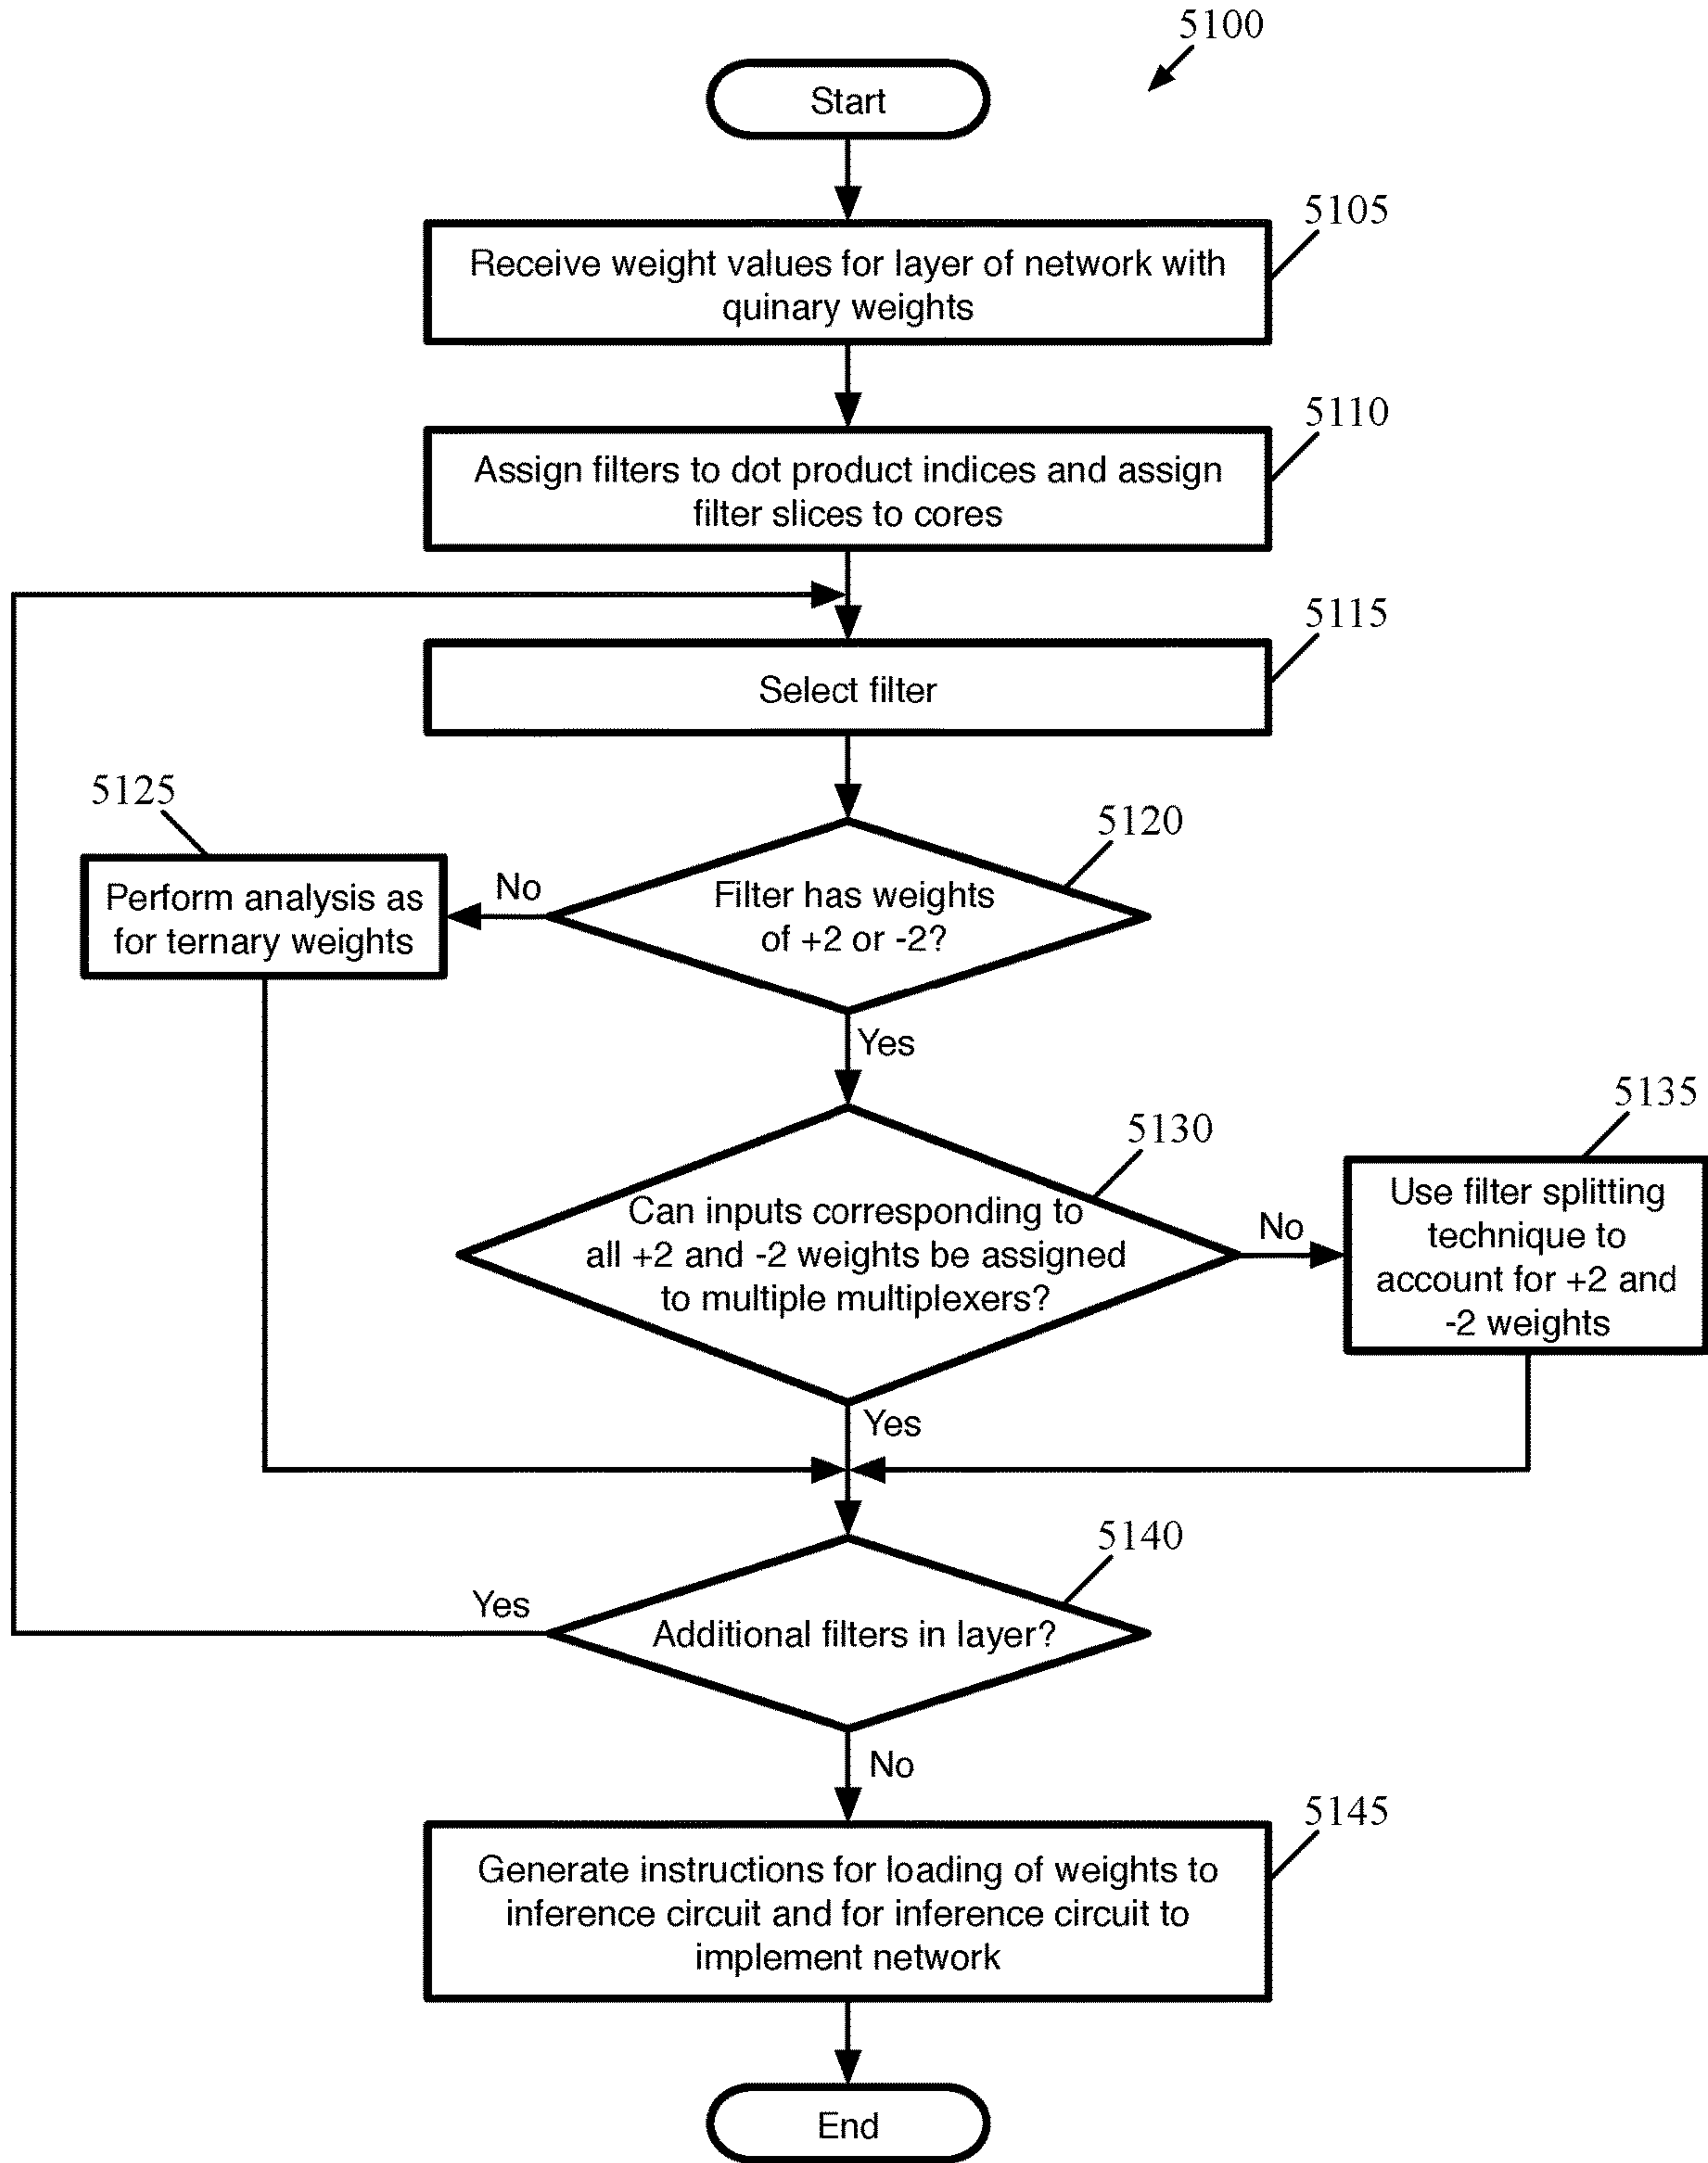 5100
Start
5105
Receive weight values for layer of network with
quinary weights
5110
Assign filters to dot product indices and assign
filter slices to cores
5115
Select filter
5125
5120
Perform analysis as
for ternary weights
No
Filter has weights
of +2 or -2?
Yes
5130
5135
Can inputs corresponding to
all +2 and -2 weights be assigned
to multiple multiplexers?
No
Use filter splitting
technique to
account for +2 and
-2 weights
Yes
5140
Yes
Additional filters in layer?
No
5145
Generate instructions for loading of weights to
inference circuit and for inference circuit to
implement network
End